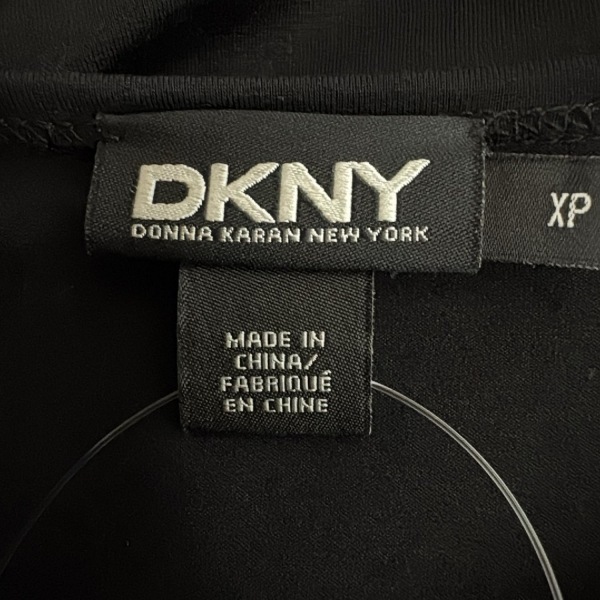 DKNY
DONNA KARAN NEW YORK
XP
MADE IN
CHINA/
FABRIQUÉ
EN CHINE